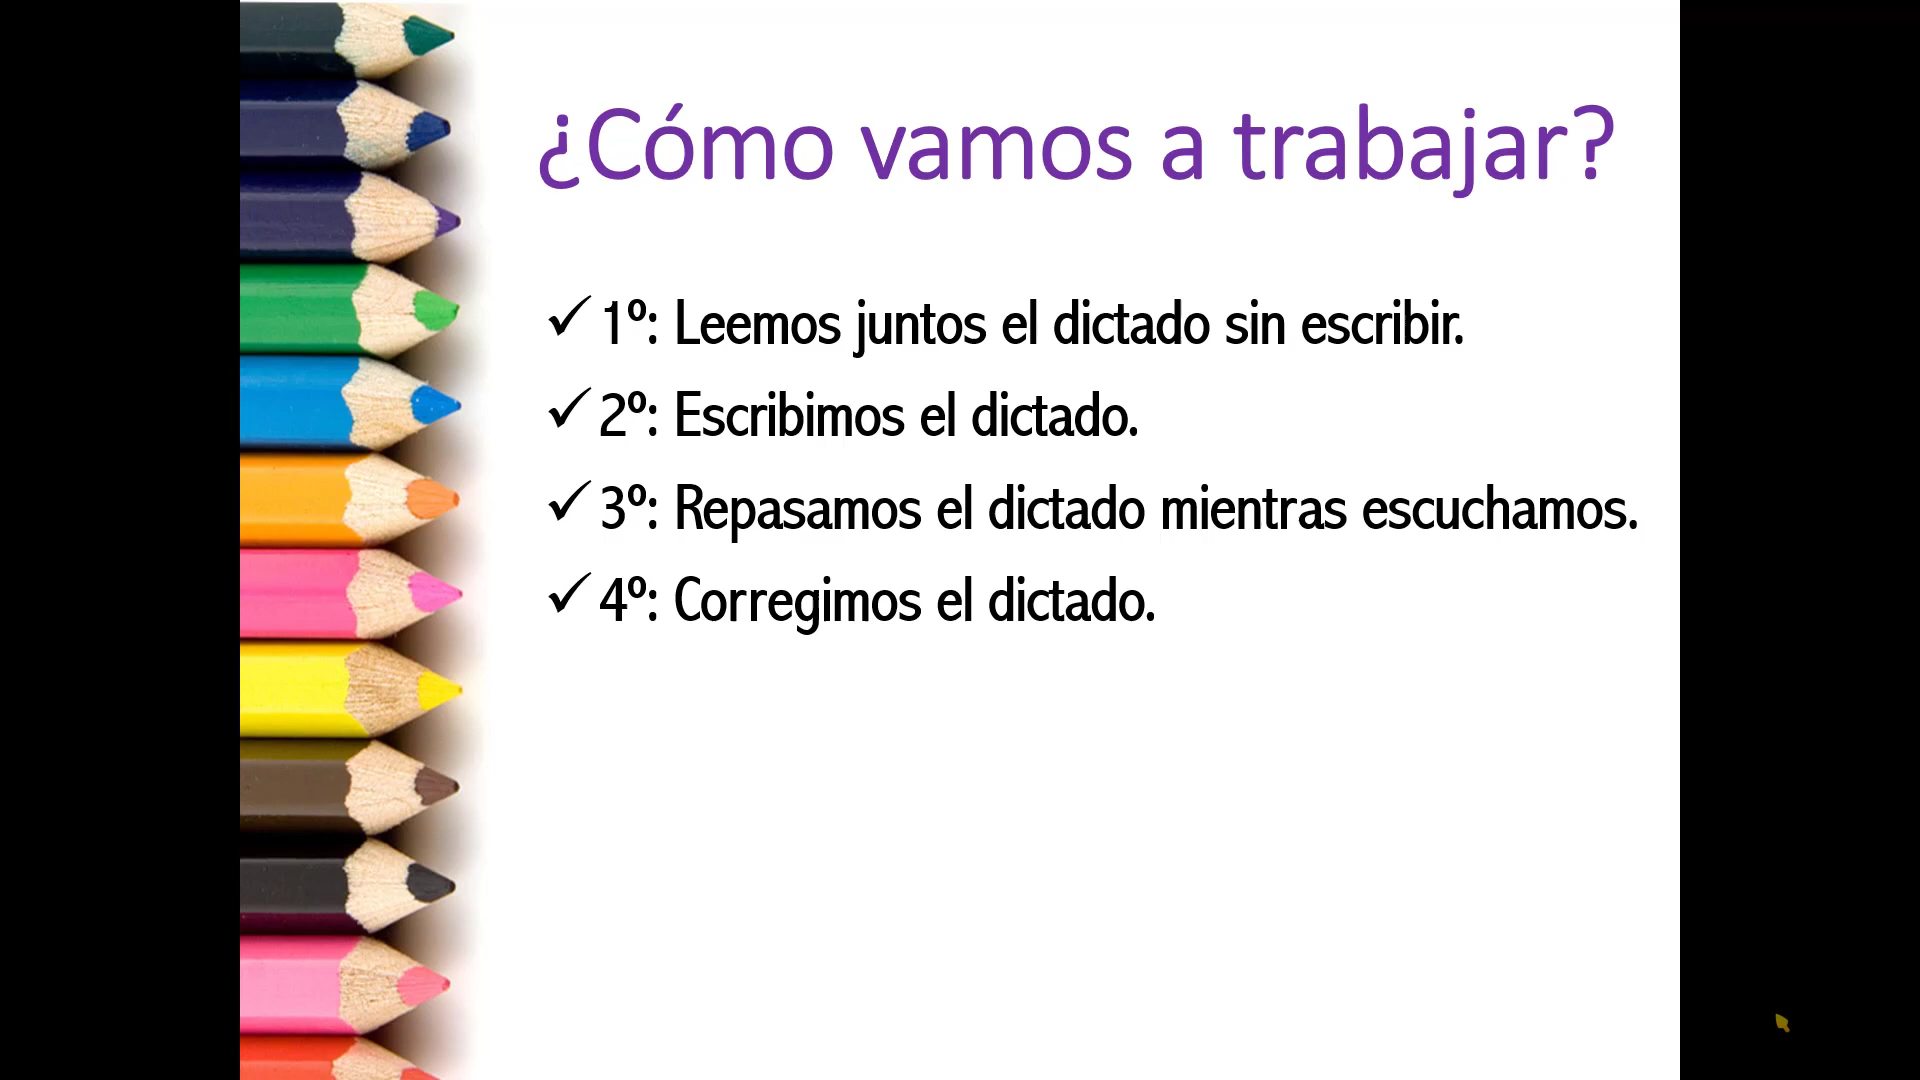 ¿Cómo vamos a trabajar?
✓ 1º: Leemos juntos el dictado sin escribir.
✓ 2º: Escribimos el dictado.
✓ 3º: Repasamos el dictado mientras escuchamos.
✓ 4º: Corregimos el dictado.